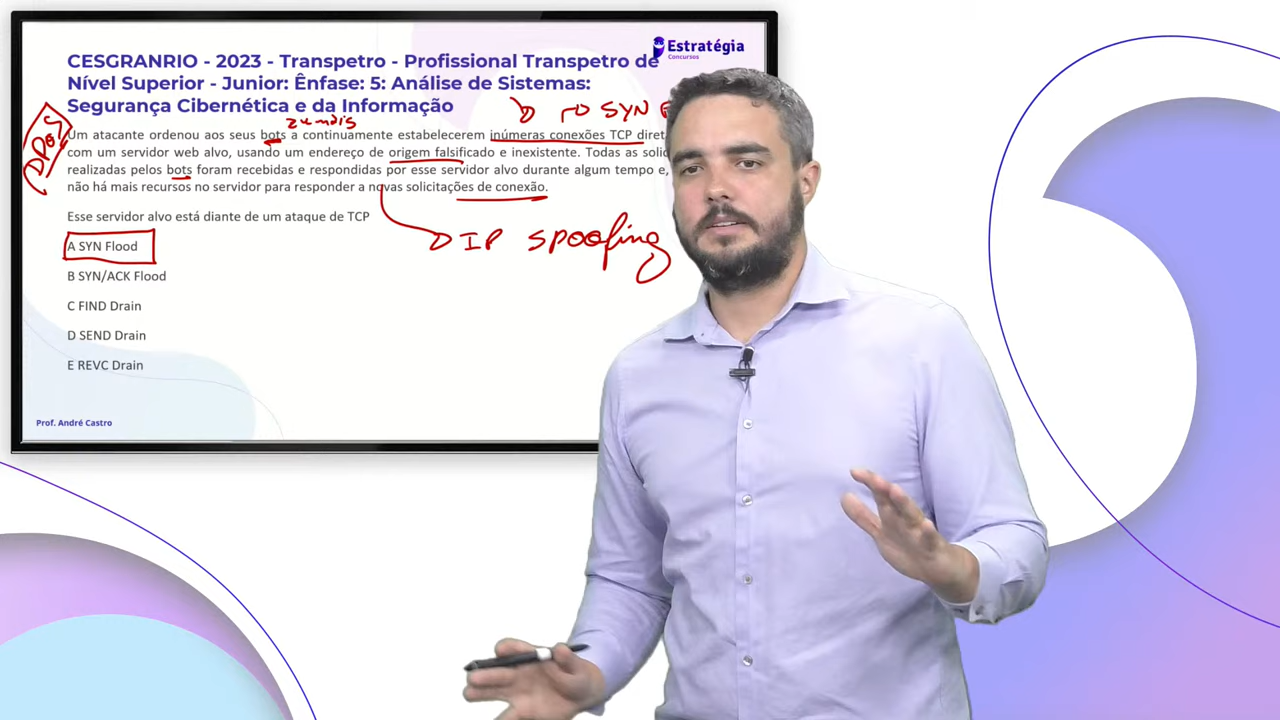 CESGRANRIO - 2023 - Transpetro - Profissional Transpetro de
Estratégia
Concursos
Nível Superior - Junior: Ênfase: 5: Análise de Sistemas:
Segurança Cibernética e da Informação
SYN
zumbis
DDoS
Um atacante ordenou aos seus bots a continuamente estabelecerem inúmeras conexões TCP
com um servidor web alvo, usando um endereço de origem falsificado e inexistente. Todas as
realizadas pelos bots foram recebidas e respondidas por esse servidor alvo durante algum tempo e,
não há mais recursos no servidor para responder a novas solicitações de conexão.
Esse servidor alvo está diante de um ataque de TCP
IP spoofing
A SYN Flood
B SYN/ACK Flood
C FIND Drain
D SEND Drain
E REVC Drain
Prof. André Castro